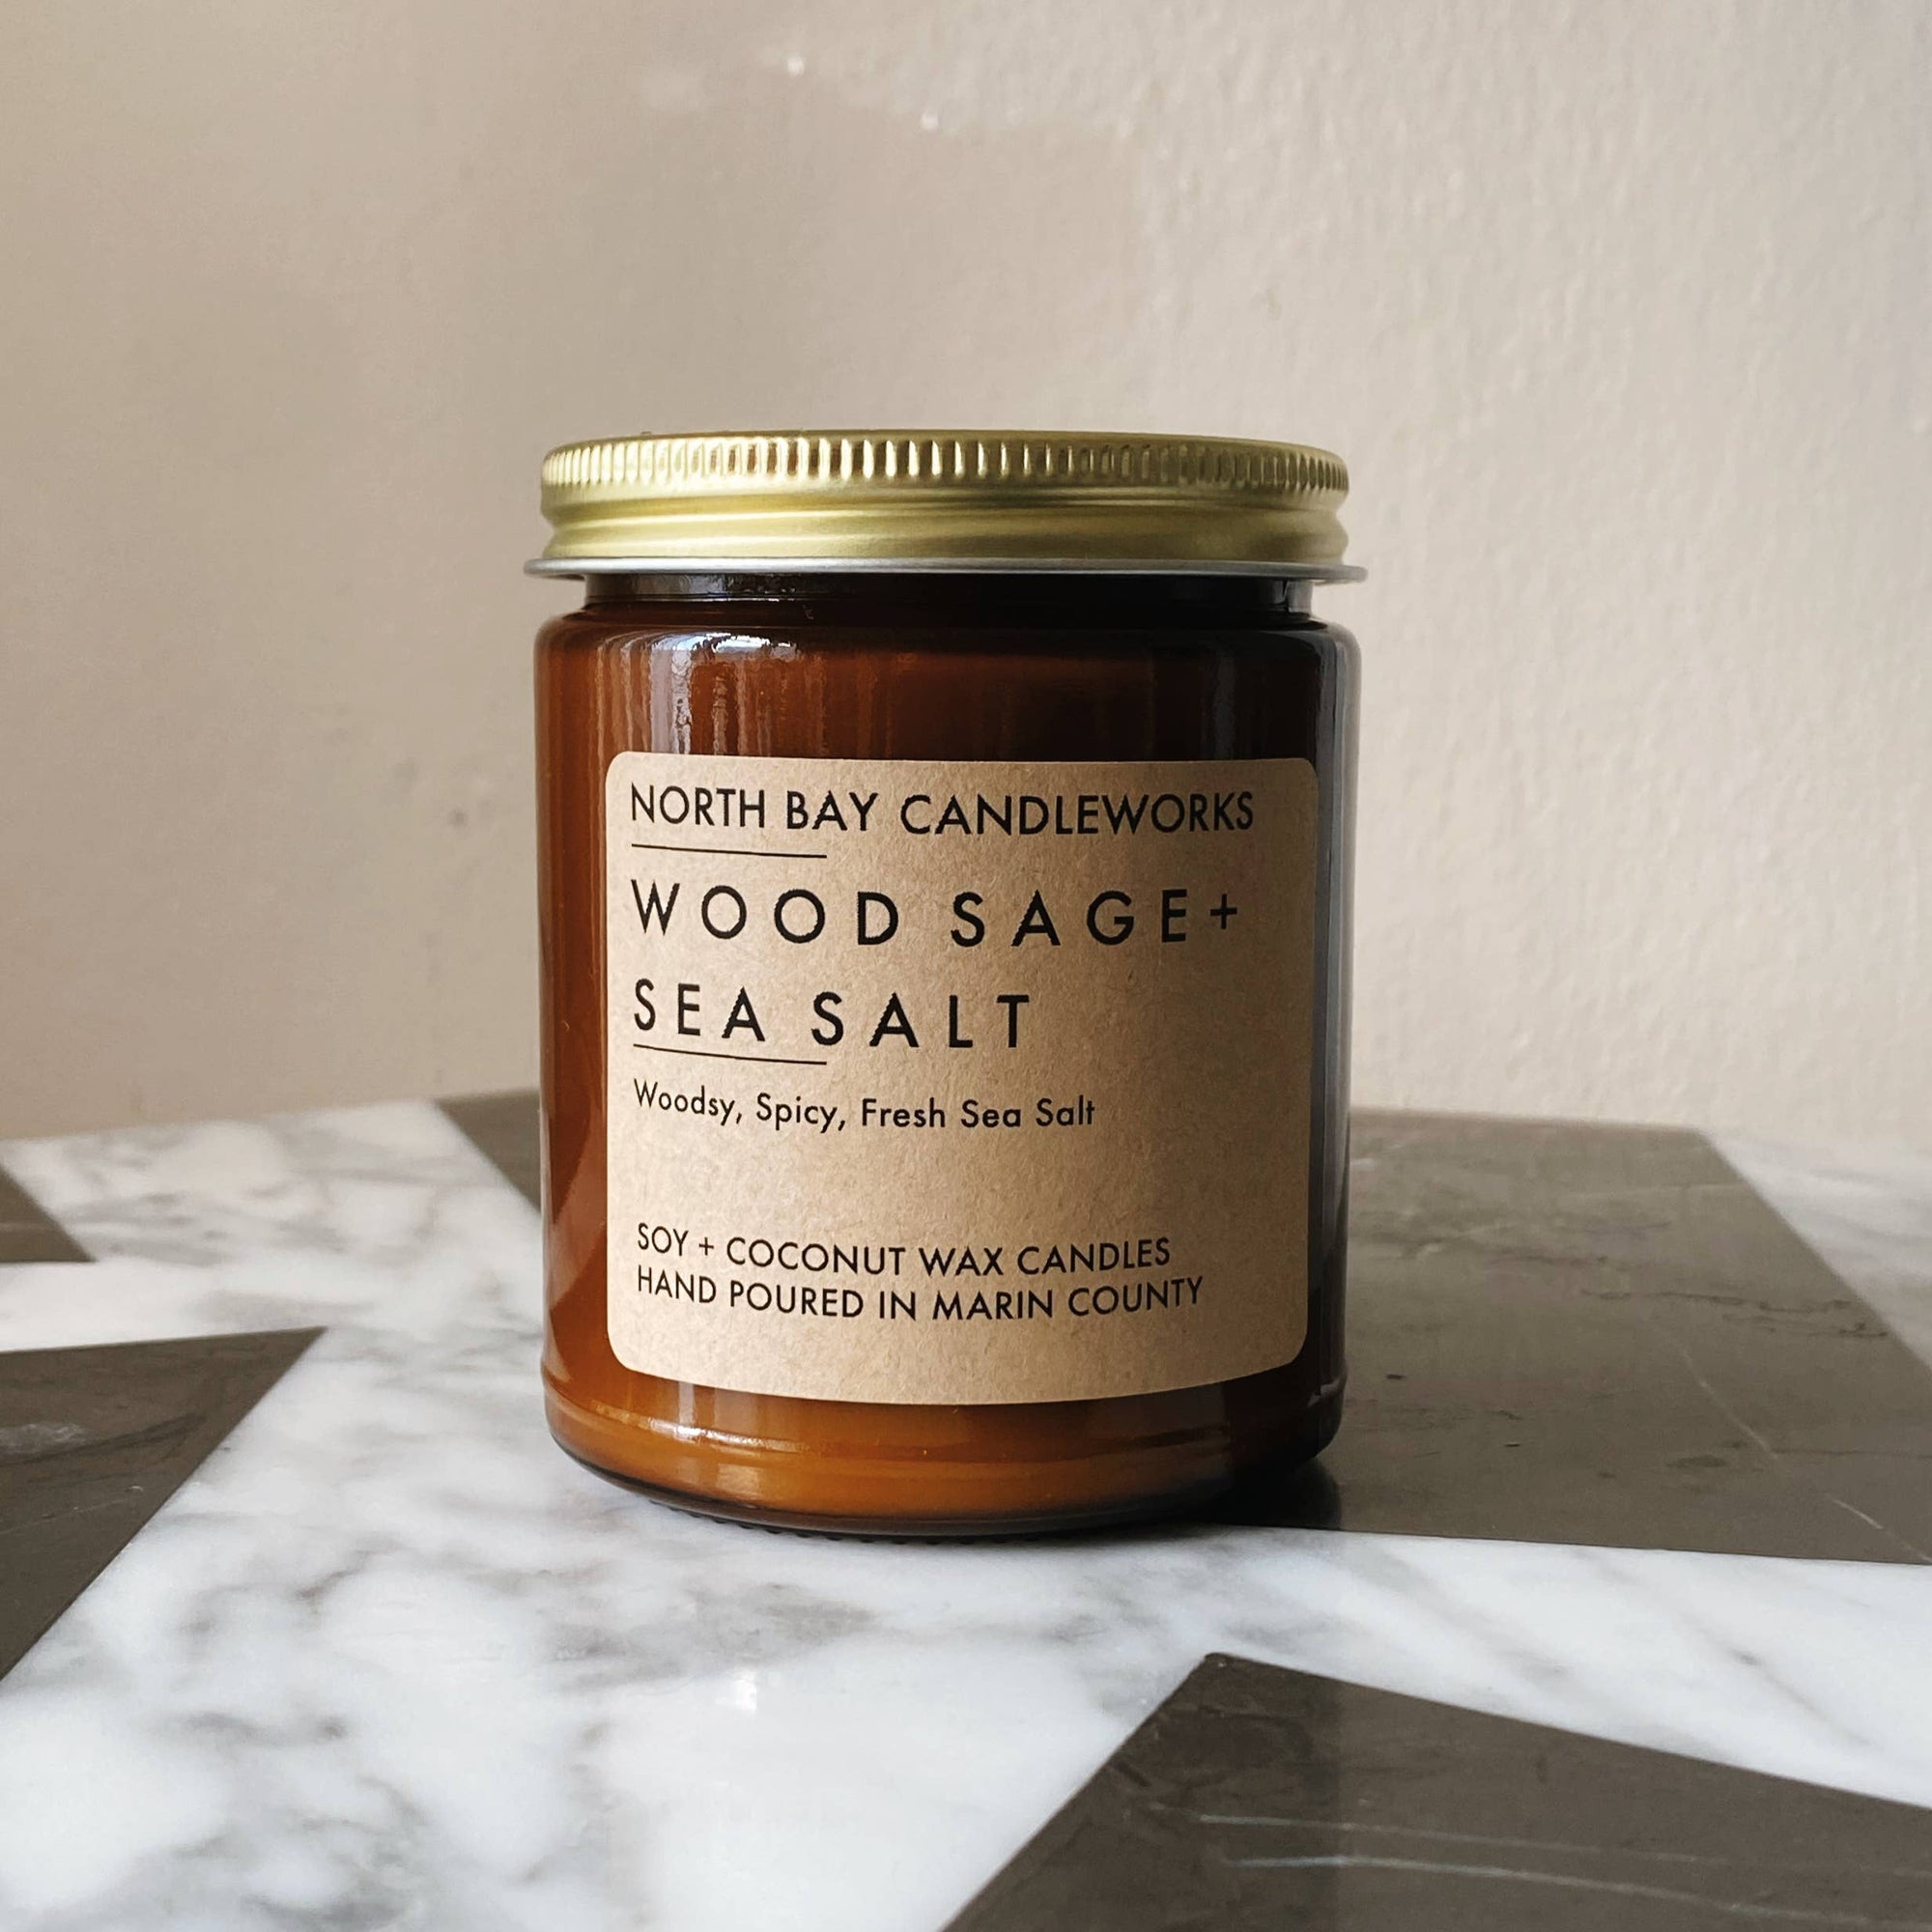 NORTH BAY CANDLEWORKS
WOOD SAGE+
SEA SALT
Woodsy, Spicy, Fresh Sea Salt
SOY + COCONUT WAX CANDLES
HAND POURED IN MARIN COUNTY